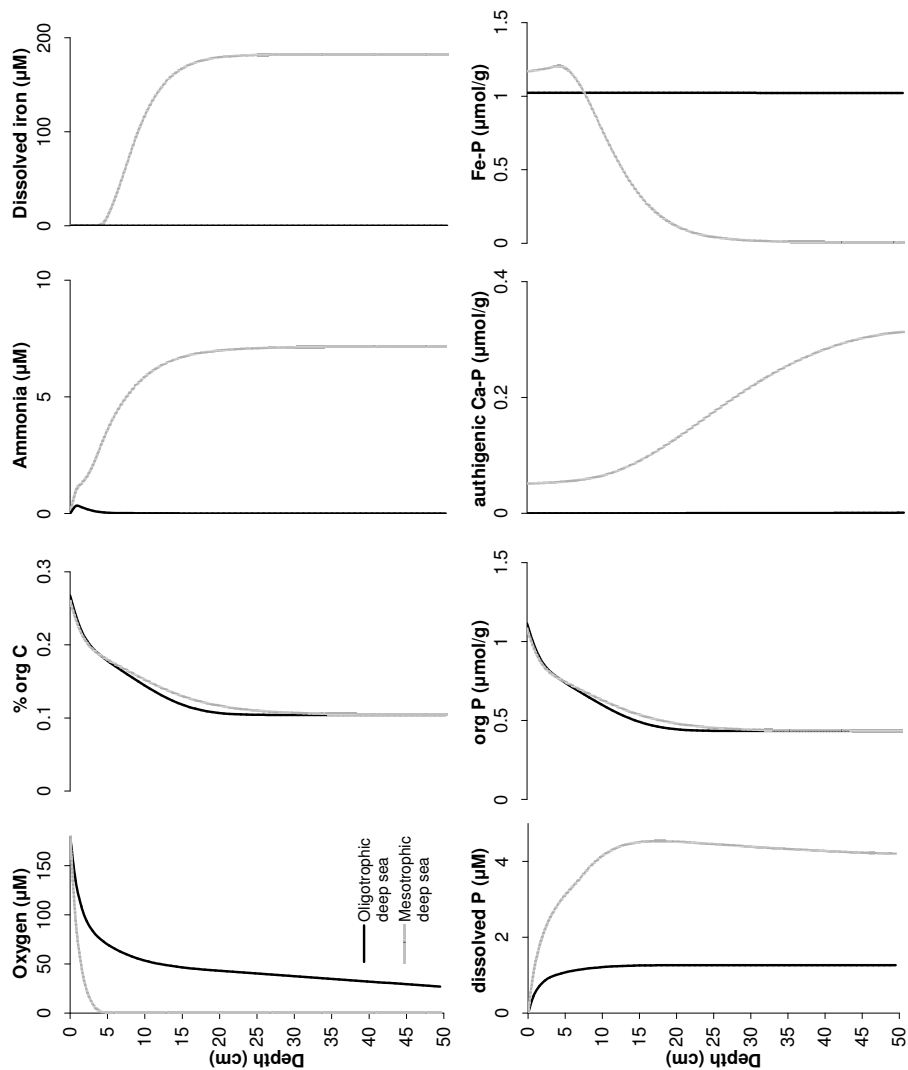 Oxygen (µM)
0 50 100 150
Depth (cm)
0
5
10
15
20
25
30
35
40
45
50
Oligotrophic
deep sea
Mesotrophic
deep sea
% org C
0 0.1 0.2 0.3
Ammonia (µM)
0 5 10
Dissolved iron (µM)
0 100 200
dissolved P (µM)
0 2 4
Depth (cm)
0
5
10
15
20
25
30
35
40
45
50
org P (µmol/g)
0 0.5 1 1.5
authigenic Ca-P (µmol/g)
0 0.2 0.4
Fe-P (µmol/g)
0 0.5 1 1.5